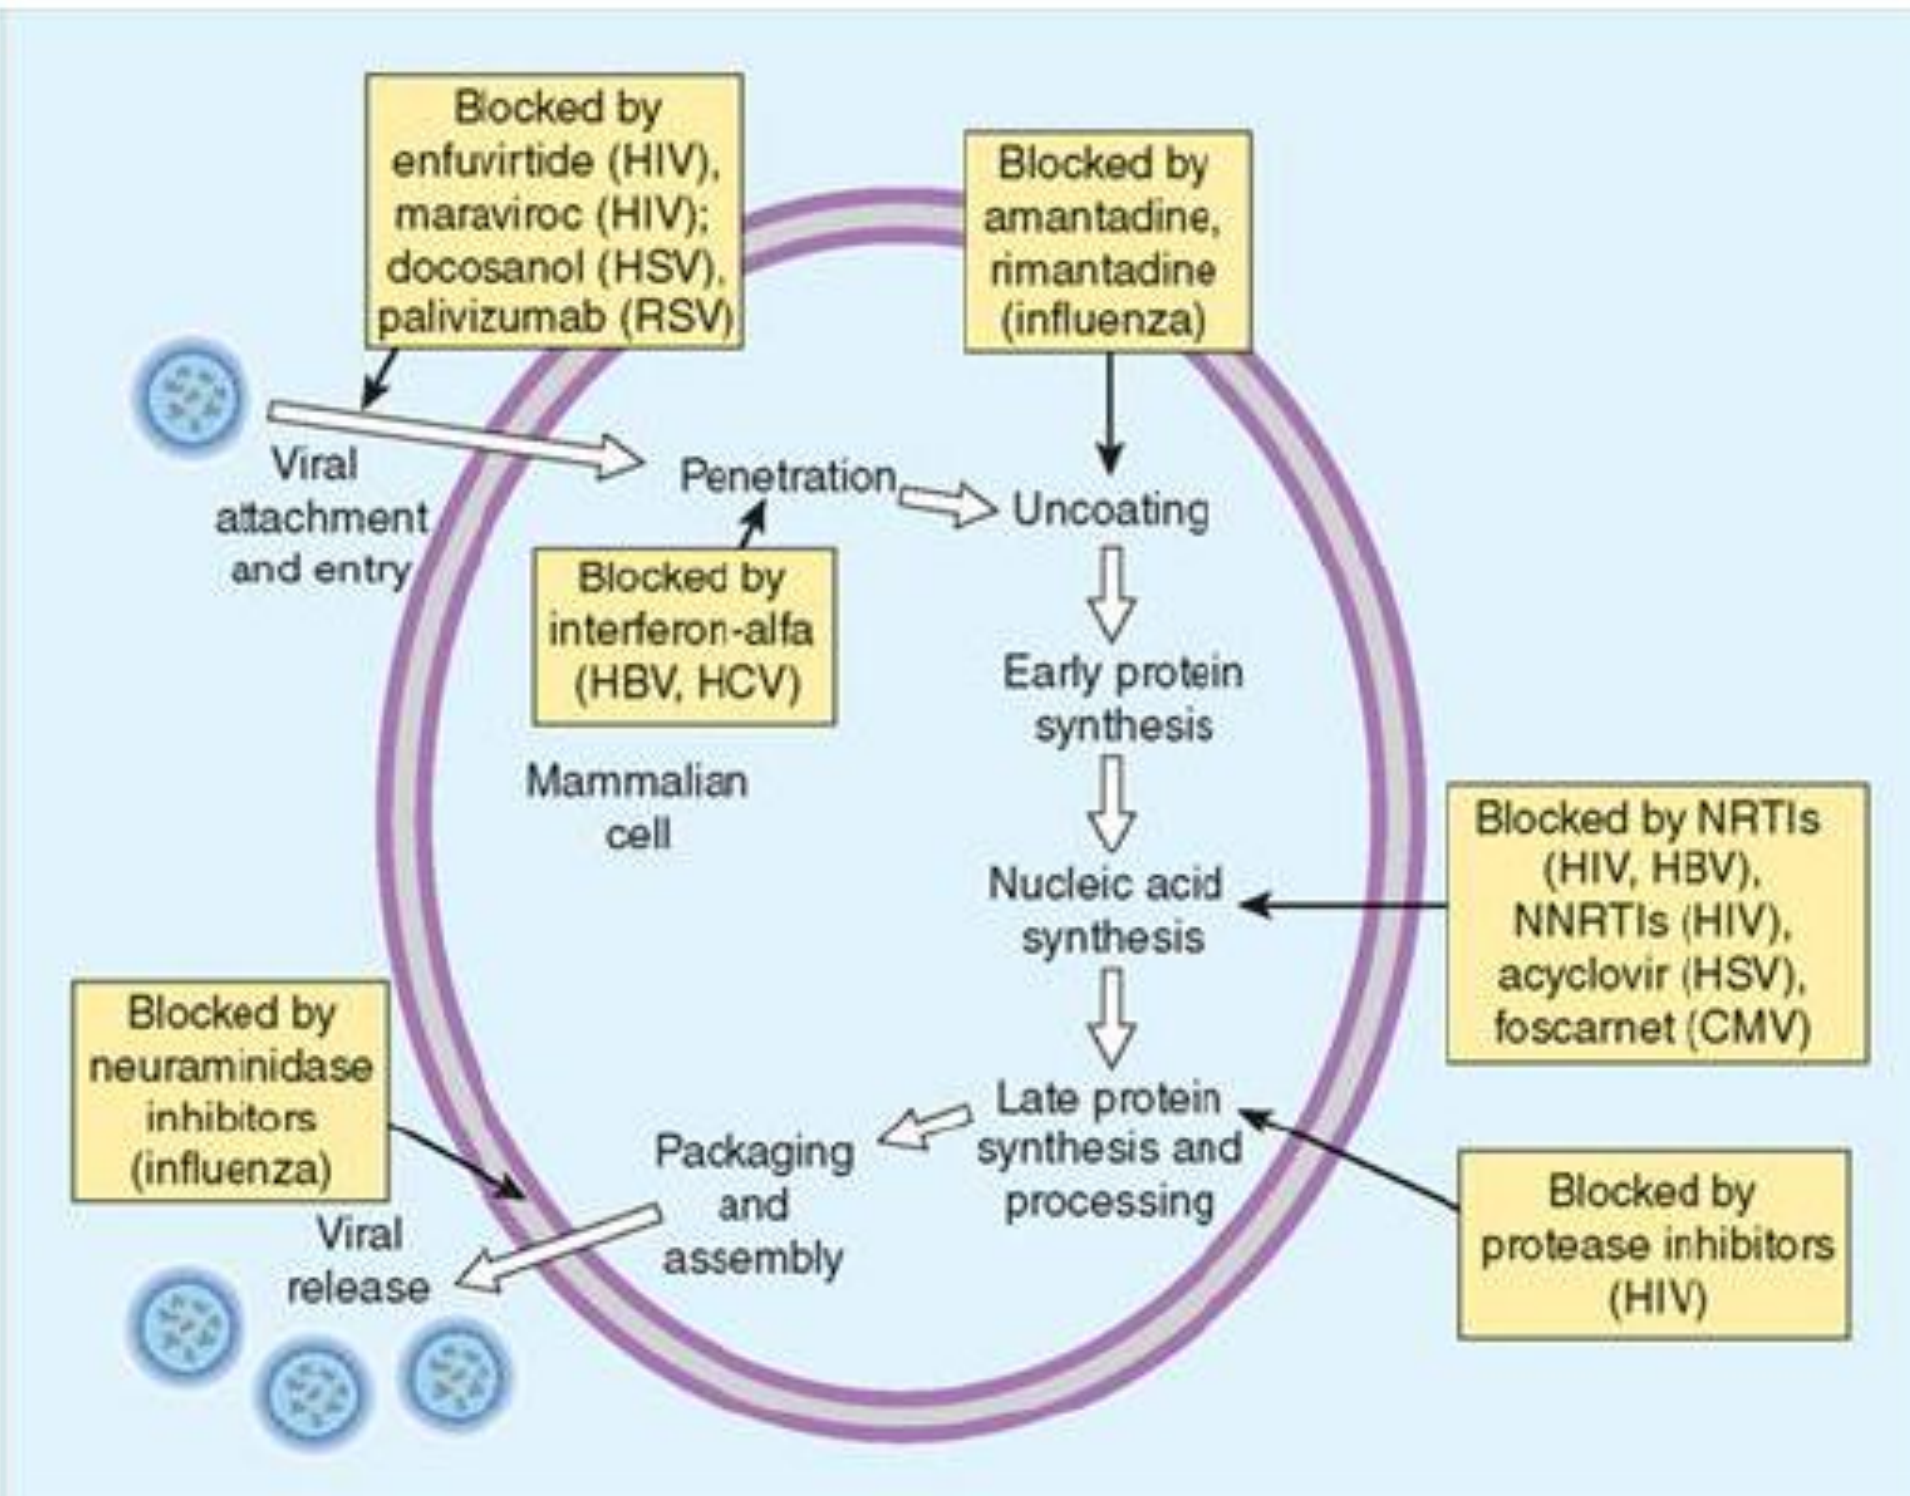 Blocked by
enfuvirtide (HIV),
maraviroc (HIV);
docosanol (HSV),
palivizumab (RSV)
Blocked by
amantadine,
rimantadine
(influenza)
Viral
attachment
and entry
Penetration
Uncoating
Blocked by
interferon-alfa
(HBV, HCV)
Early protein
synthesis
Mammalian
cell
Nucleic acid
synthesis
Blocked by NRTIs
(HIV, HBV),
NNRTIs (HIV),
acyclovir (HSV),
foscarnet (CMV)
Late protein
synthesis and
processing
Blocked by
protease inhibitors
(HIV)
Packaging
and
assembly
Blocked by
neuraminidase
inhibitors
(influenza)
Viral
release